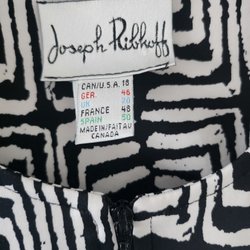 Joseph Ribkoff
CAN/U.S.A. 18
GER. 46
UK 20
FRANCE 48
SPAIN 50
MADE IN/FAIT AU
CANADA